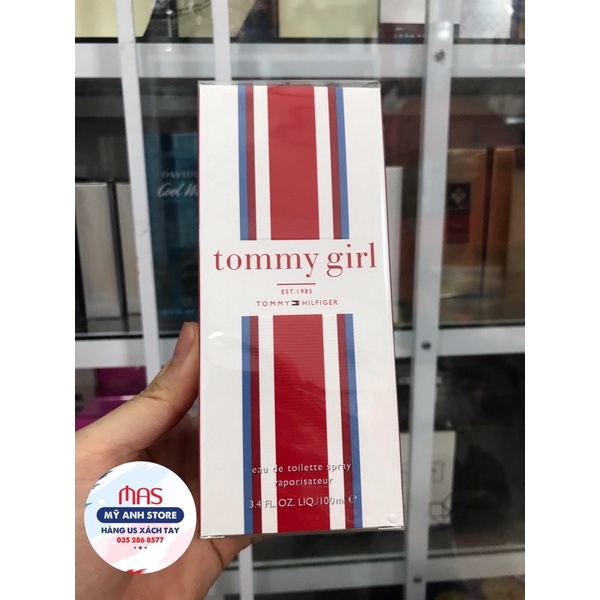 DAVIDO
Cool W
tommy girl
EST. 1985
TOMMY HILFIGER
eau de toilette spray
vaporisateur
3.4 FL.OZ. LIQ./100ml e
MAS
MỸ ANH STORE
HÀNG US XÁCH TAY
035 286 8577